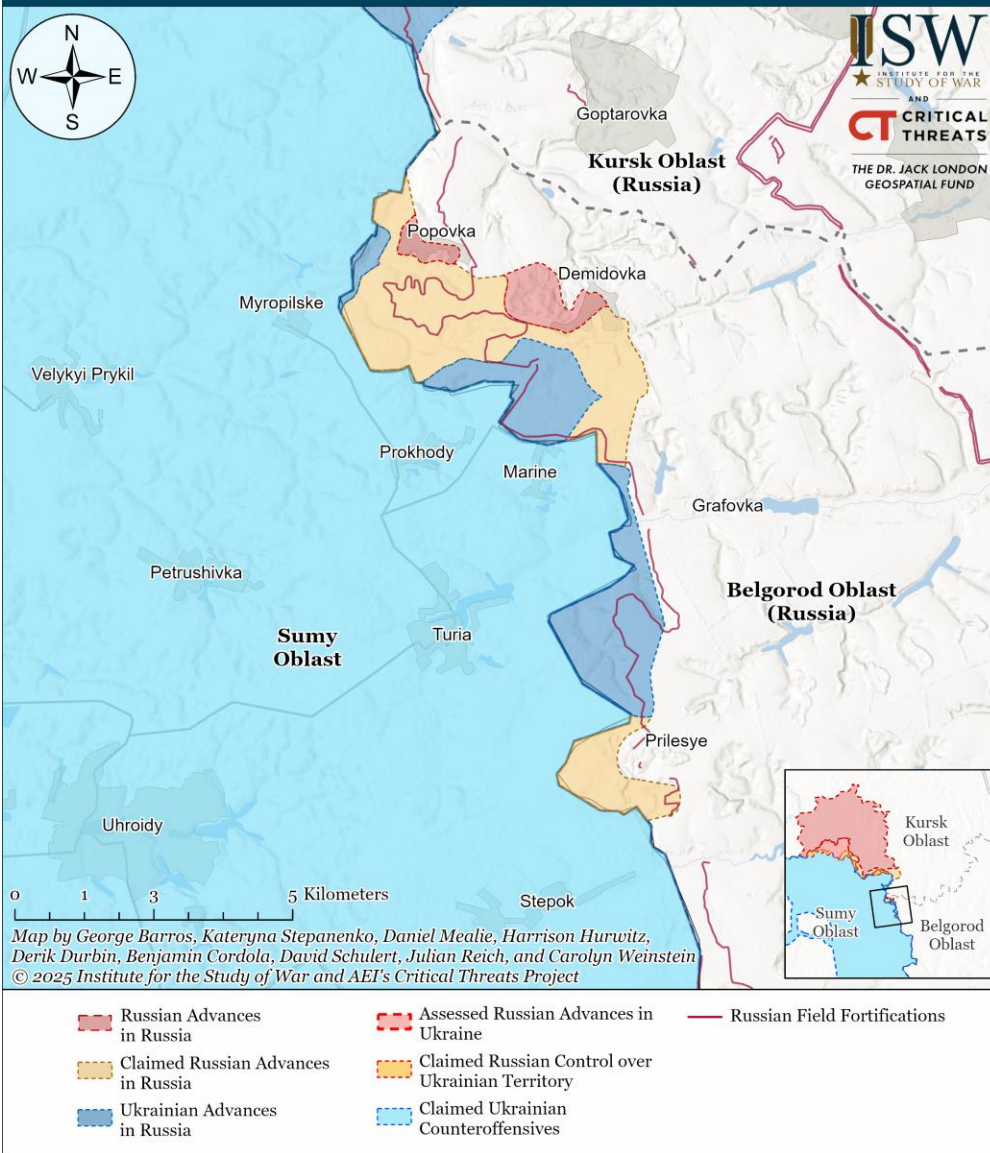 N
W E
S
ISW
INSTITUTE FOR THE
STUDY OF WAR
AND
CT CRITICAL
THREATS
THE DR. JACK LONDON
GEOSPATIAL FUND
Goptarovka
Kursk Oblast
(Russia)
Popovka
Demidovka
Myropilske
Velykyi Prykil
Prokhody
Marine
Grafovka
Petrushivka
Belgorod Oblast
(Russia)
Sumy
Oblast
Turia
Prilesye
Uhroidy
Stepok
0 1 3 5 Kilometers
Kursk
Oblast
Sumy
Oblast
Belgorod
Oblast
Map by George Barros, Kateryna Stepanenko, Daniel Mealie, Harrison Hurwitz,
Derik Durbin, Benjamin Cordola, David Schulert, Julian Reich, and Carolyn Weinstein
© 2025 Institute for the Study of War and AEI's Critical Threats Project
Russian Advances
in Russia
Claimed Russian Advances
in Russia
Ukrainian Advances
in Russia
Assessed Russian Advances in
Ukraine
Claimed Russian Control over
Ukrainian Territory
Claimed Ukrainian
Counteroffensives
Russian Field Fortifications